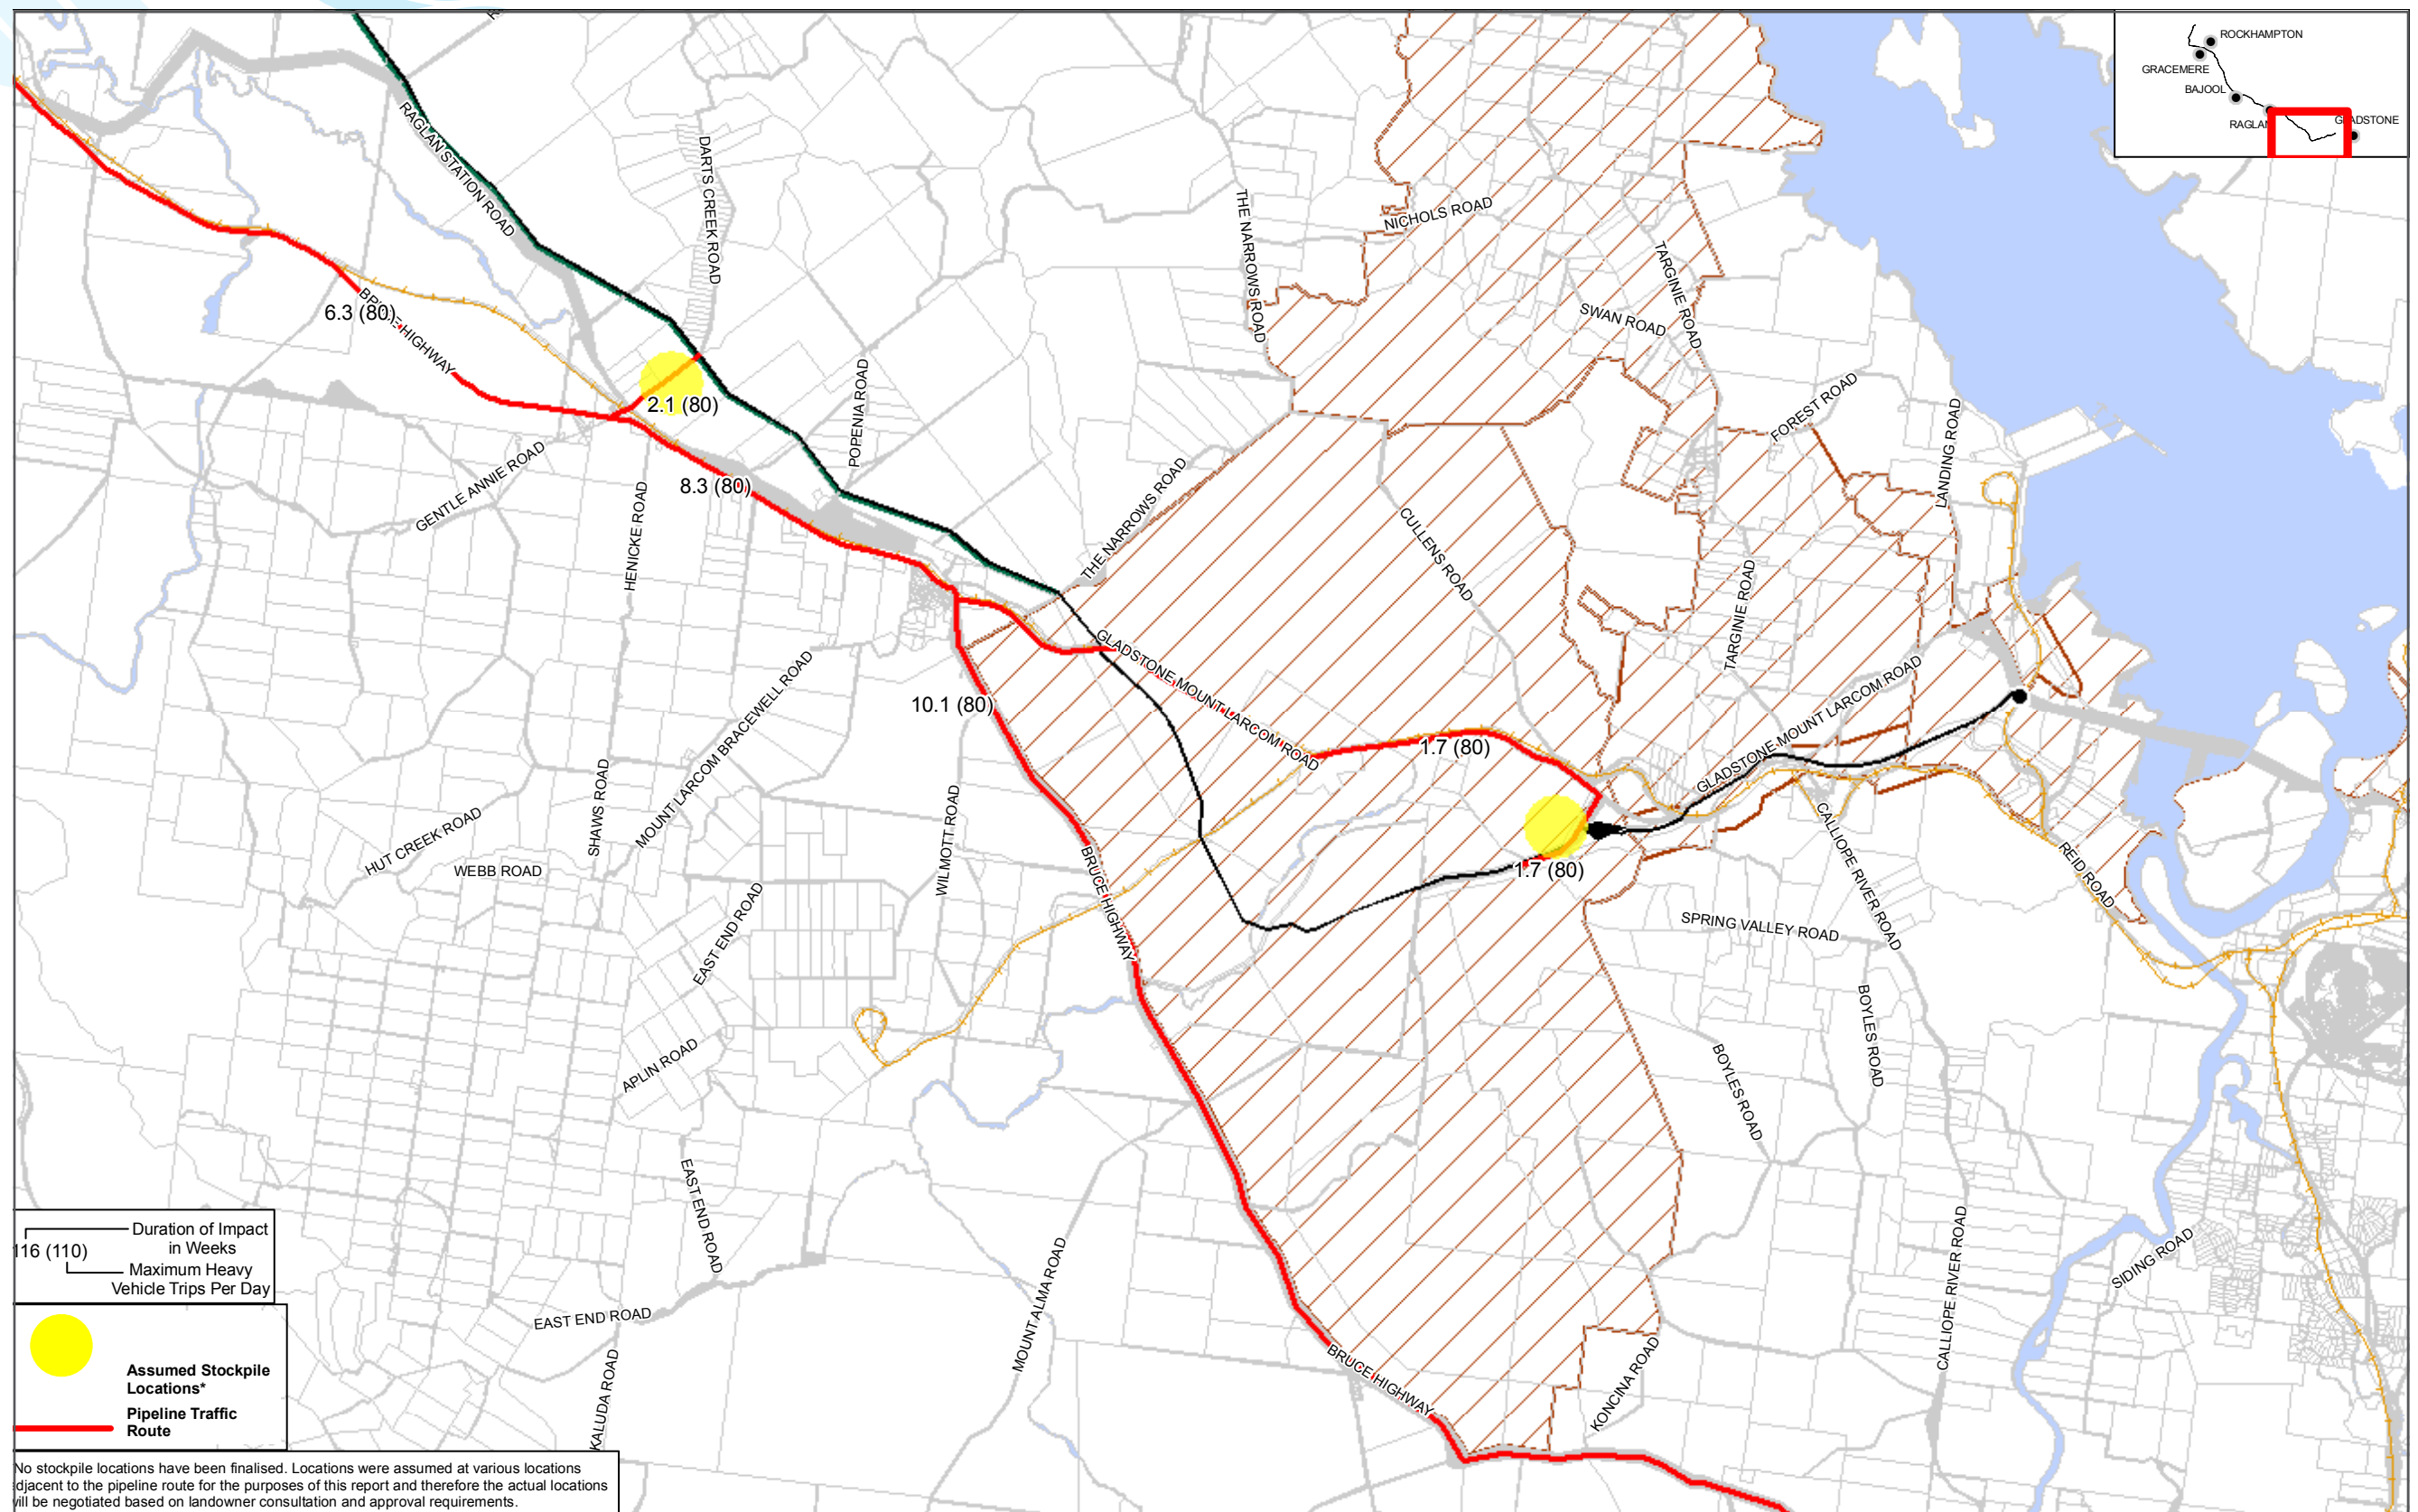 ROCKHAMPTON
GRACEMERE
BAJOOL
RAGLAN
GLADSTONE
RAGLAN STATION ROAD
DARTS CREEK ROAD
THE NARROWS ROAD
NICHOLS ROAD
TARGINIE ROAD
SWAN ROAD
6.3 (80)
BRUCE HIGHWAY
2.1 (80)
POPENIA ROAD
FOREST ROAD
LANDING ROAD
GENTLE ANNIE ROAD
8.3 (80)
HENICKE ROAD
THE NARROWS ROAD
CULLENS ROAD
TARGINIE ROAD
GLADSTONE MOUNT LARCOM ROAD
GLADSTONE MOUNT LARCOM ROAD
MOUNT LARCOM BRACEWELL ROAD
10.1 (80)
1.7 (80)
SHAWS ROAD
HUT CREEK ROAD
WEBB ROAD
WILMOTT ROAD
BRUCE HIGHWAY
1.7 (80)
CALLIOPE RIVER ROAD
REID ROAD
EAST END ROAD
SPRING VALLEY ROAD
BOYLES ROAD
BOYLES ROAD
APLIN ROAD
EAST END ROAD
MOUNT ALMA ROAD
EAST END ROAD
KALUDA ROAD
BRUCE HIGHWAY
KONCINA ROAD
CALLIOPE RIVER ROAD
SIDING ROAD
Duration of Impact
in Weeks
116 (110)
Maximum Heavy
Vehicle Trips Per Day
Assumed Stockpile
Locations*
Pipeline Traffic
Route
No stockpile locations have been finalised. Locations were assumed at various locations
djacent to the pipeline route for the purposes of this report and therefore the actual locations
will be negotiated based on landowner consultation and approval requirements.